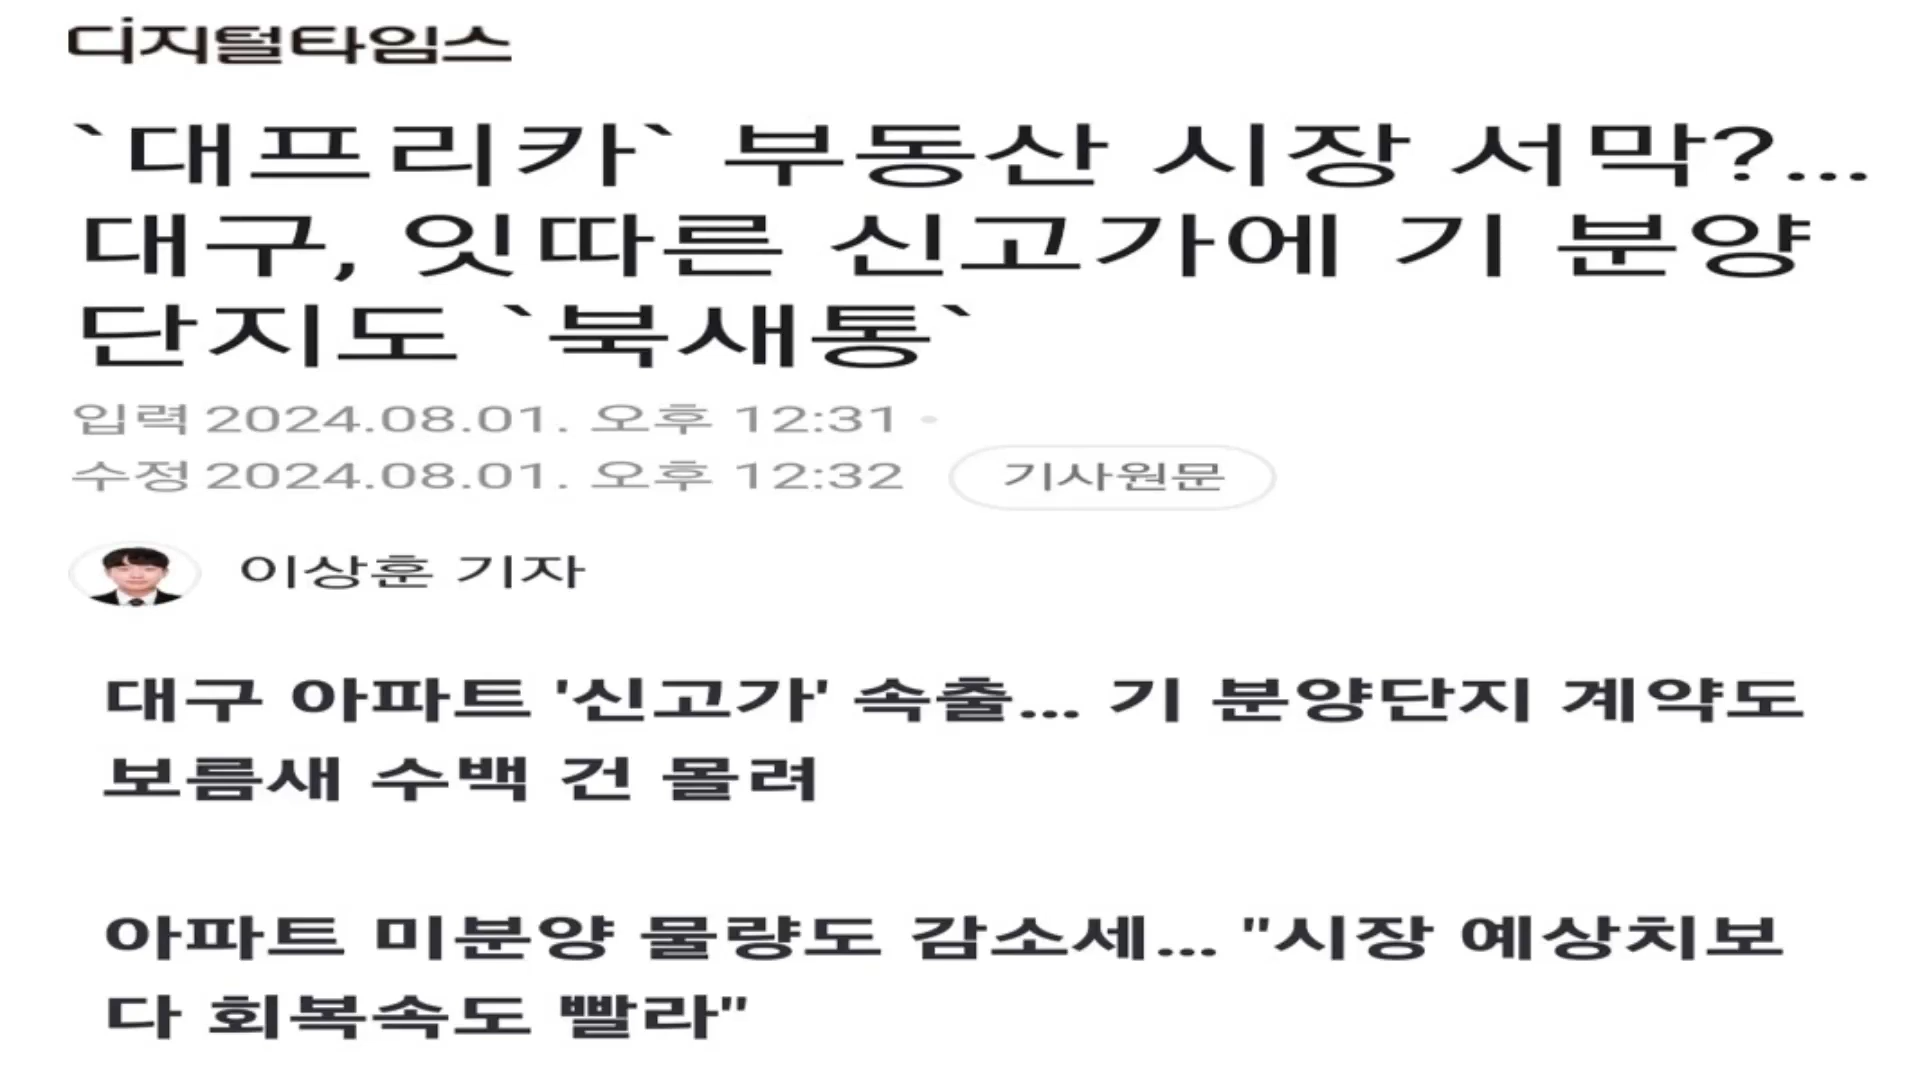 디지털타임스
`대프리카` 부동산 시장 서막?...
대구, 잇따른 신고가에 기 분양
단지도 `북새통`
입력 2024.08.01. 오후 12:31
수정 2024.08.01. 오후 12:32 기사원문
이상훈 기자
대구 아파트 '신고가' 속출... 기 분양단지 계약도
보름새 수백 건 몰려
아파트 미분양 물량도 감소세... "시장 예상치보
다 회복속도 빨라"